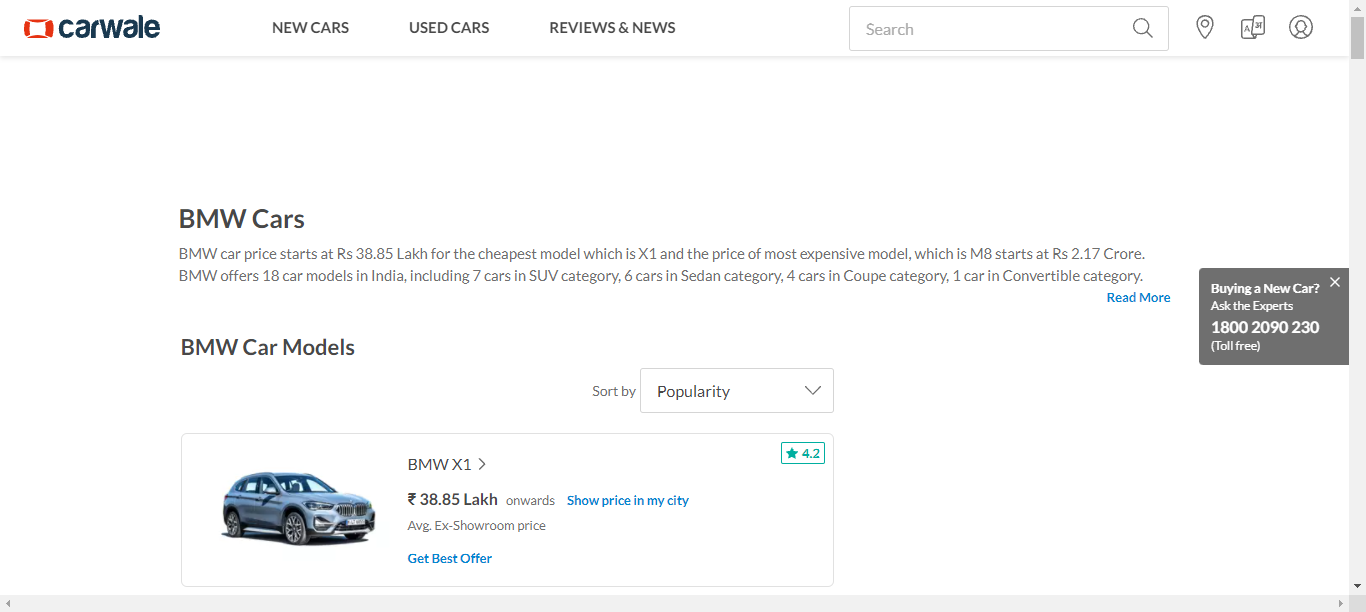 carwale
NEW CARS
USED CARS
REVIEWS & NEWS
Search
BMW Cars
BMW car price starts at Rs 38.85 Lakh for the cheapest model which is X1 and the price of most expensive model, which is M8 starts at Rs 2.17 Crore.
BMW offers 18 car models in India, including 7 cars in SUV category, 6 cars in Sedan category, 4 cars in Coupe category, 1 car in Convertible category.
Read More
Buying a New Car?
Ask the Experts
1800 2090 230
(Toll free)
BMW Car Models
Sort by
Popularity
BMW X1
4.2
₹ 38.85 Lakh onwards Show price in my city
Avg. Ex-Showroom price
Get Best Offer